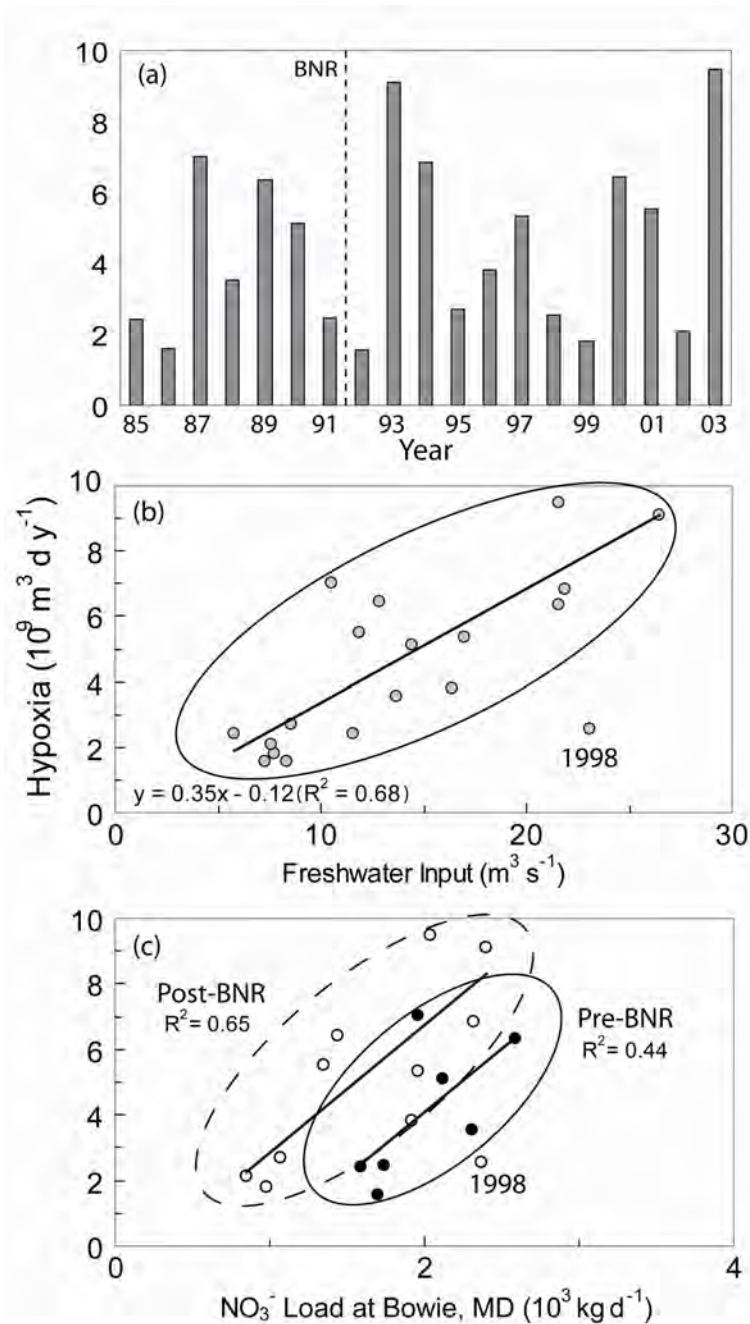 10
8
6
4
2
0
(a)
BNR
85 87 89 91 93 95 97 99 01 03
Year
Hypoxia (10⁹ m³ d y⁻¹)
10
8
6
4
2
0
(b)
1998
y = 0.35x - 0.12(R² = 0.68)
0 10 20 30
Freshwater Input (m³ s⁻¹)
10
8
6
4
2
0
(c)
Post-BNR
R² = 0.65
Pre-BNR
R² = 0.44
1998
0 2 4
NO₃⁻ Load at Bowie, MD (10³ kg d⁻¹)